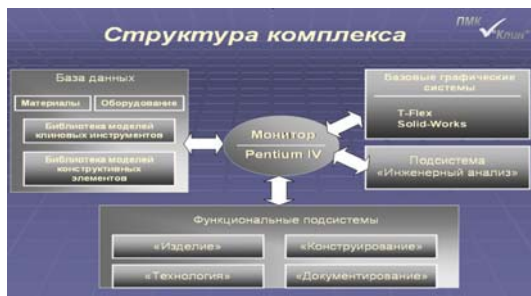 Структура комплекса
ПМК
"Клин"
База данных
Материалы
Оборудование
Библиотека моделей
клиновых инструментов
Библиотека моделей
конструктивных
элементов
Монитор
Pentium IV
Базовые графические
системы
T-Flex
Solid-Works
Подсистема
«Инженерный анализ»
Функциональные подсистемы
«Изделие»
«Конструирование»
«Технология»
«Документирование»